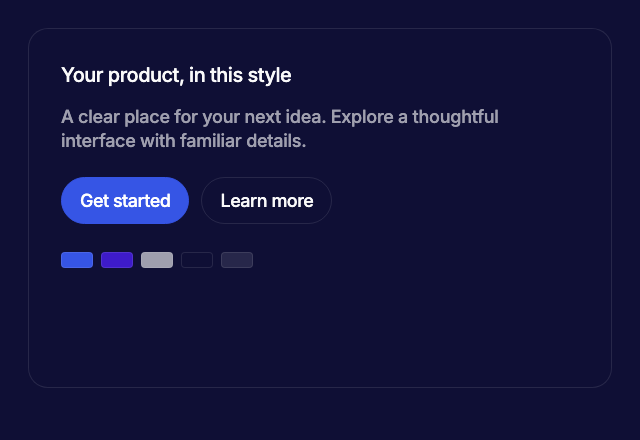 Your product, in this style
A clear place for your next idea. Explore a thoughtful
interface with familiar details.
Get started
Learn more